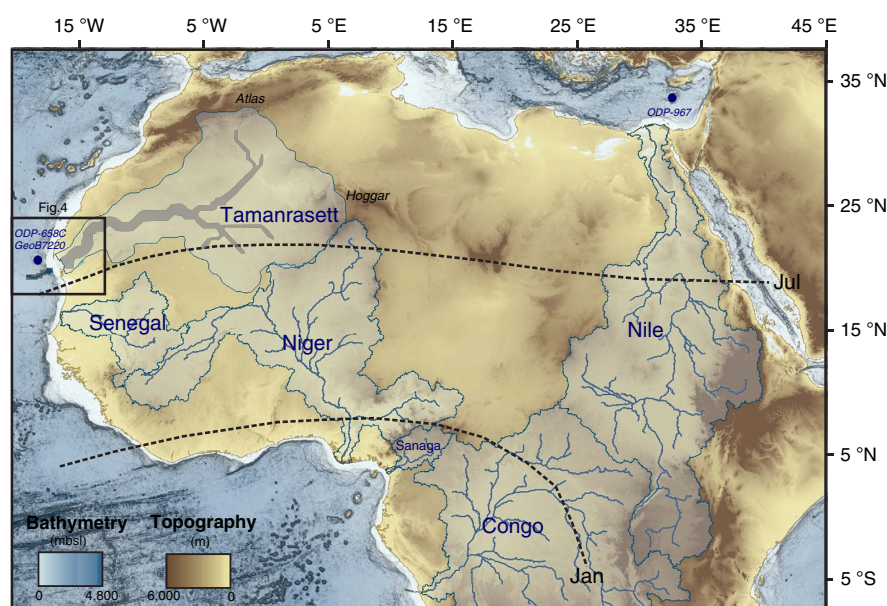 15 °W 5 °W 5 °E 15 °E 25 °E 35 °E 45 °E
35 °N
Atlas
ODP-967
Hoggar
25 °N
Fig.4
Tamanrasett
ODP-658C
GeoB7220
Jul
Senegal
Nile
15 °N
Niger
Sanaga
5 °N
Bathymetry Topography
(mbsl) (m)
Congo
0 4,800 6,000 0
Jan
5 °S